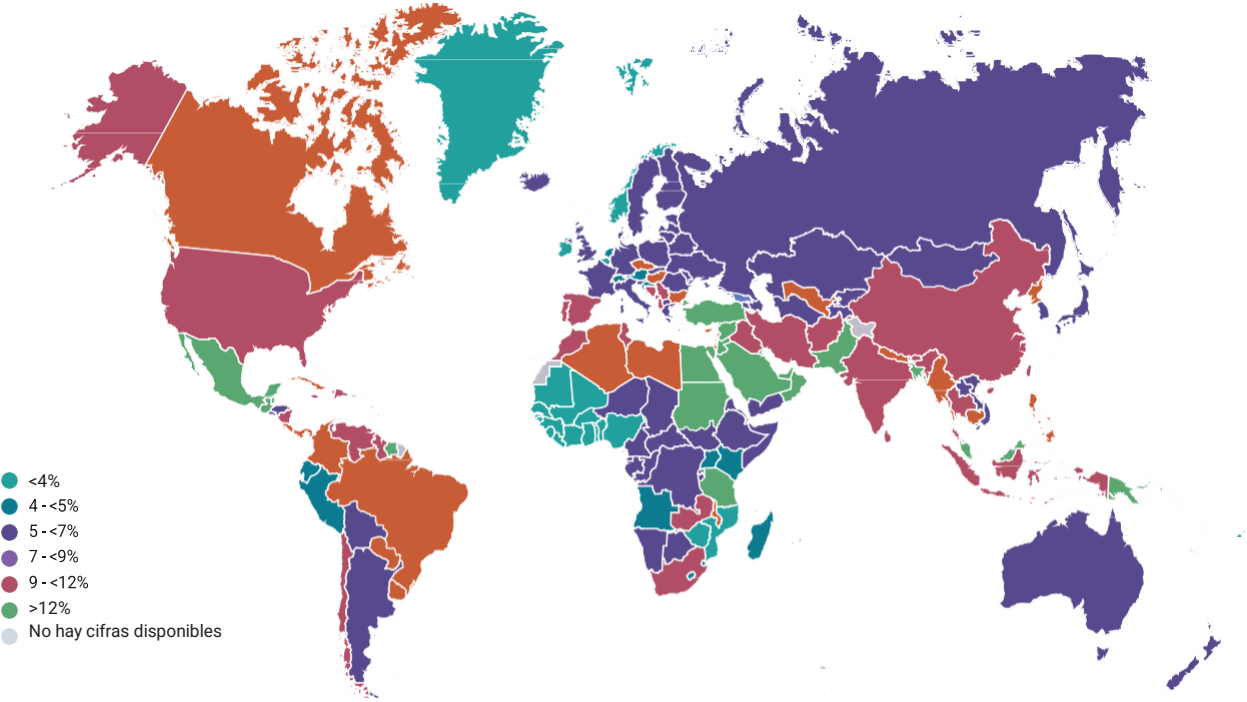 <4%
4 - <5%
5 - <7%
7 - <9%
9 - <12%
>12%
No hay cifras disponibles